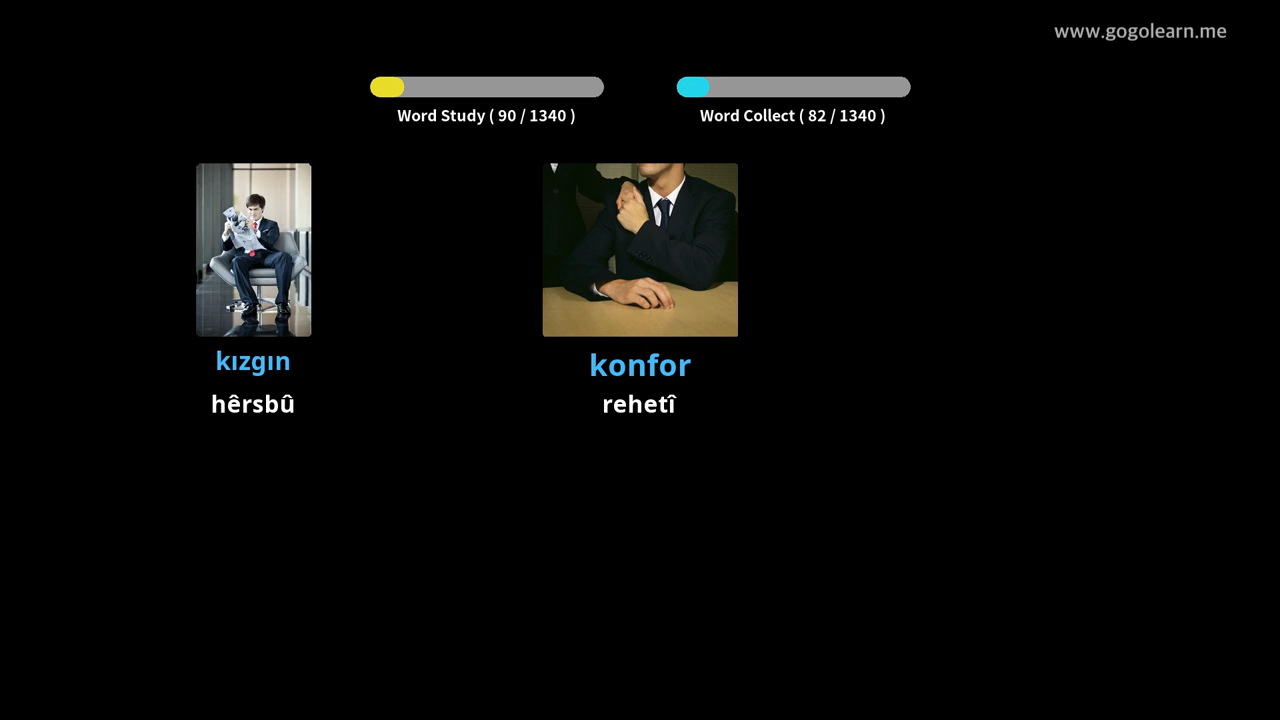 www.gogolearn.me
Word Study ( 90 / 1340 )
Word Collect ( 82 / 1340 )
kızgın
hêrsbû
konfor
rehetî